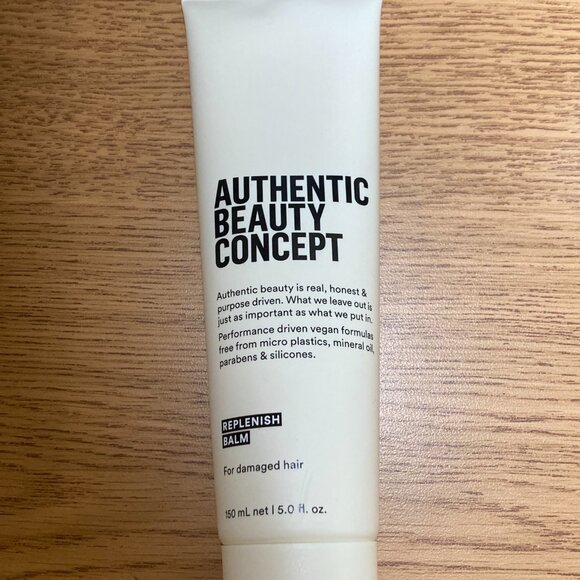 AUTHENTIC
BEAUTY
CONCEPT
Authentic beauty is real, honest &
purpose driven. What we leave out is
just as important as what we put in.
Performance driven vegan formulas
free from micro plastics, mineral oil,
parabens & silicones.
REPLENISH
BALM
For damaged hair
150 mL net | 5.0 fl. oz.